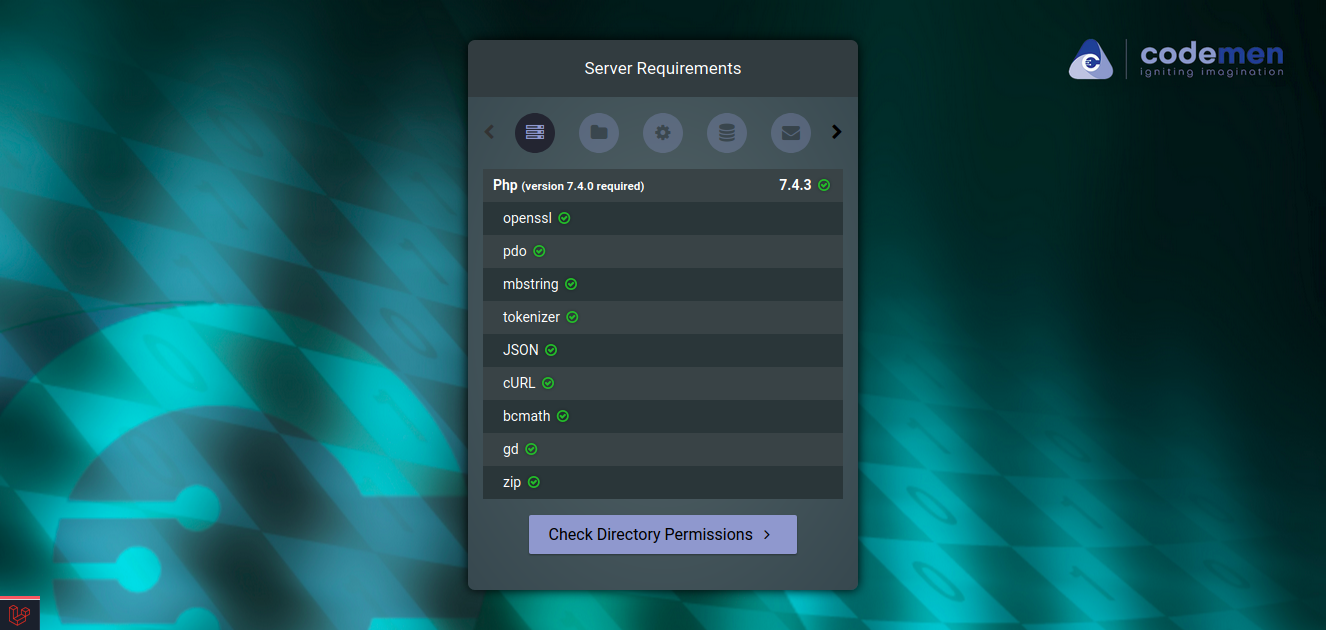 Server Requirements
codemen
igniting imagination
Php (version 7.4.0 required) 7.4.3
openssl
pdo
mbstring
tokenizer
JSON
cURL
bcmath
gd
zip
Check Directory Permissions